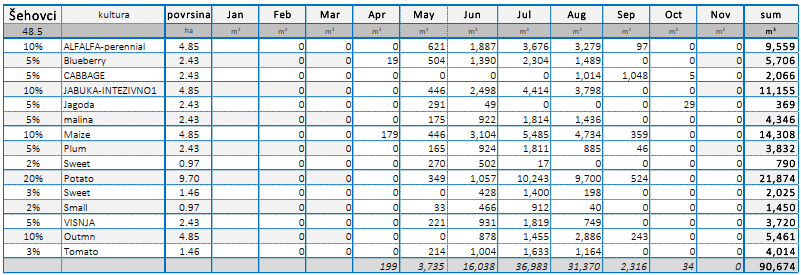 Šehovci kultura povrsina Jan Feb Mar Apr May Jun Jul Aug Sep Oct Nov sum
48.5 ha m³ m³ m³ m³ m³ m³ m³ m³ m³ m³ m³ m³
10% ALFALFA-perennial 4.85 0 0 0 621 1,887 3,676 3,279 97 0 0 9,559
5% Blueberry 2.43 0 0 19 504 1,390 2,304 1,489 0 0 0 5,706
5% CABBAGE 2.43 0 0 0 0 0 0 1,014 1,048 5 0 2,066
10% JABUKA-INTEZIVNO1 4.85 0 0 0 446 2,498 4,414 3,798 0 0 0 11,155
5% Jagoda 2.43 0 0 0 291 49 0 0 0 29 0 369
5% malina 2.43 0 0 0 175 922 1,814 1,436 0 0 0 4,346
10% Maize 4.85 0 0 179 446 3,104 5,485 4,734 359 0 0 14,308
5% Plum 2.43 0 0 0 165 924 1,811 885 46 0 0 3,832
2% Sweet 0.97 0 0 0 270 502 17 0 0 0 0 790
20% Potato 9.70 0 0 0 349 1,057 10,243 9,700 524 0 0 21,874
3% Sweet 1.46 0 0 0 0 428 1,400 198 0 0 0 2,025
2% Small 0.97 0 0 0 33 466 912 40 0 0 0 1,450
5% VISNJA 2.43 0 0 0 221 931 1,819 749 0 0 0 3,720
10% Outmn 4.85 0 0 0 0 878 1,455 2,886 243 0 0 5,461
3% Tomato 1.46 0 0 0 214 1,004 1,633 1,164 0 0 0 4,014
199 3,735 16,038 36,983 31,370 2,316 34 0 90,674